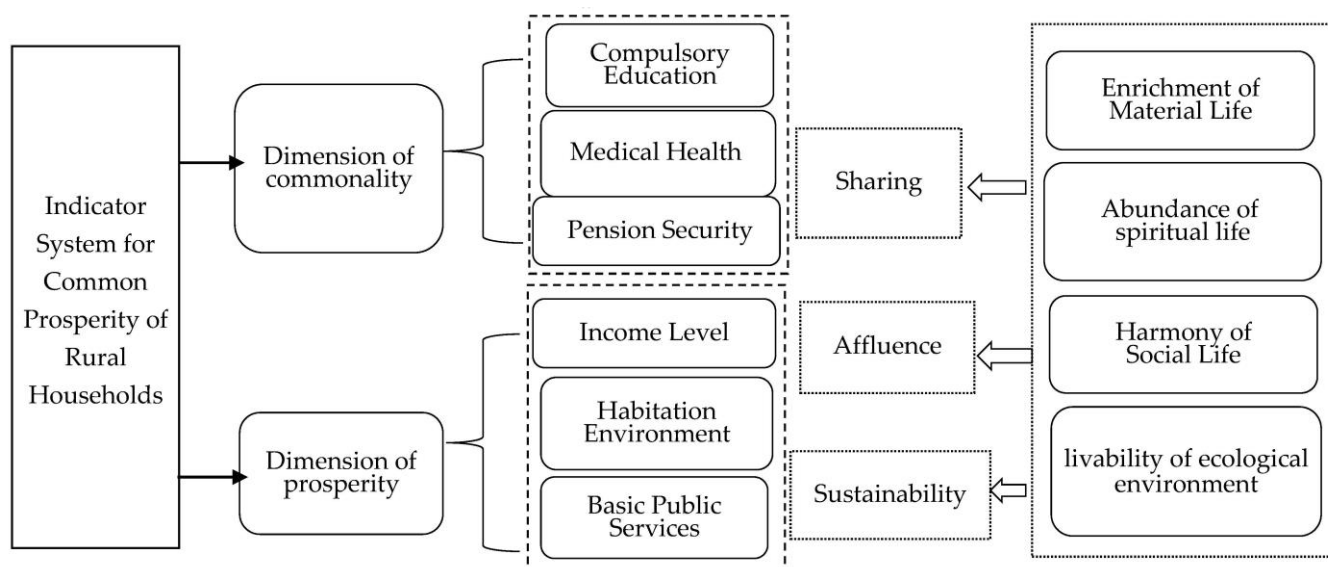 Indicator
System for
Common
Prosperity of
Rural
Households
Dimension of
commonality
Dimension of
prosperity
Compulsory
Education
Medical Health
Pension Security
Income Level
Habitation
Environment
Basic Public
Services
Sharing
Affluence
Sustainability
Enrichment of
Material Life
Abundance of
spiritual life
Harmony of
Social Life
livability of ecological
environment